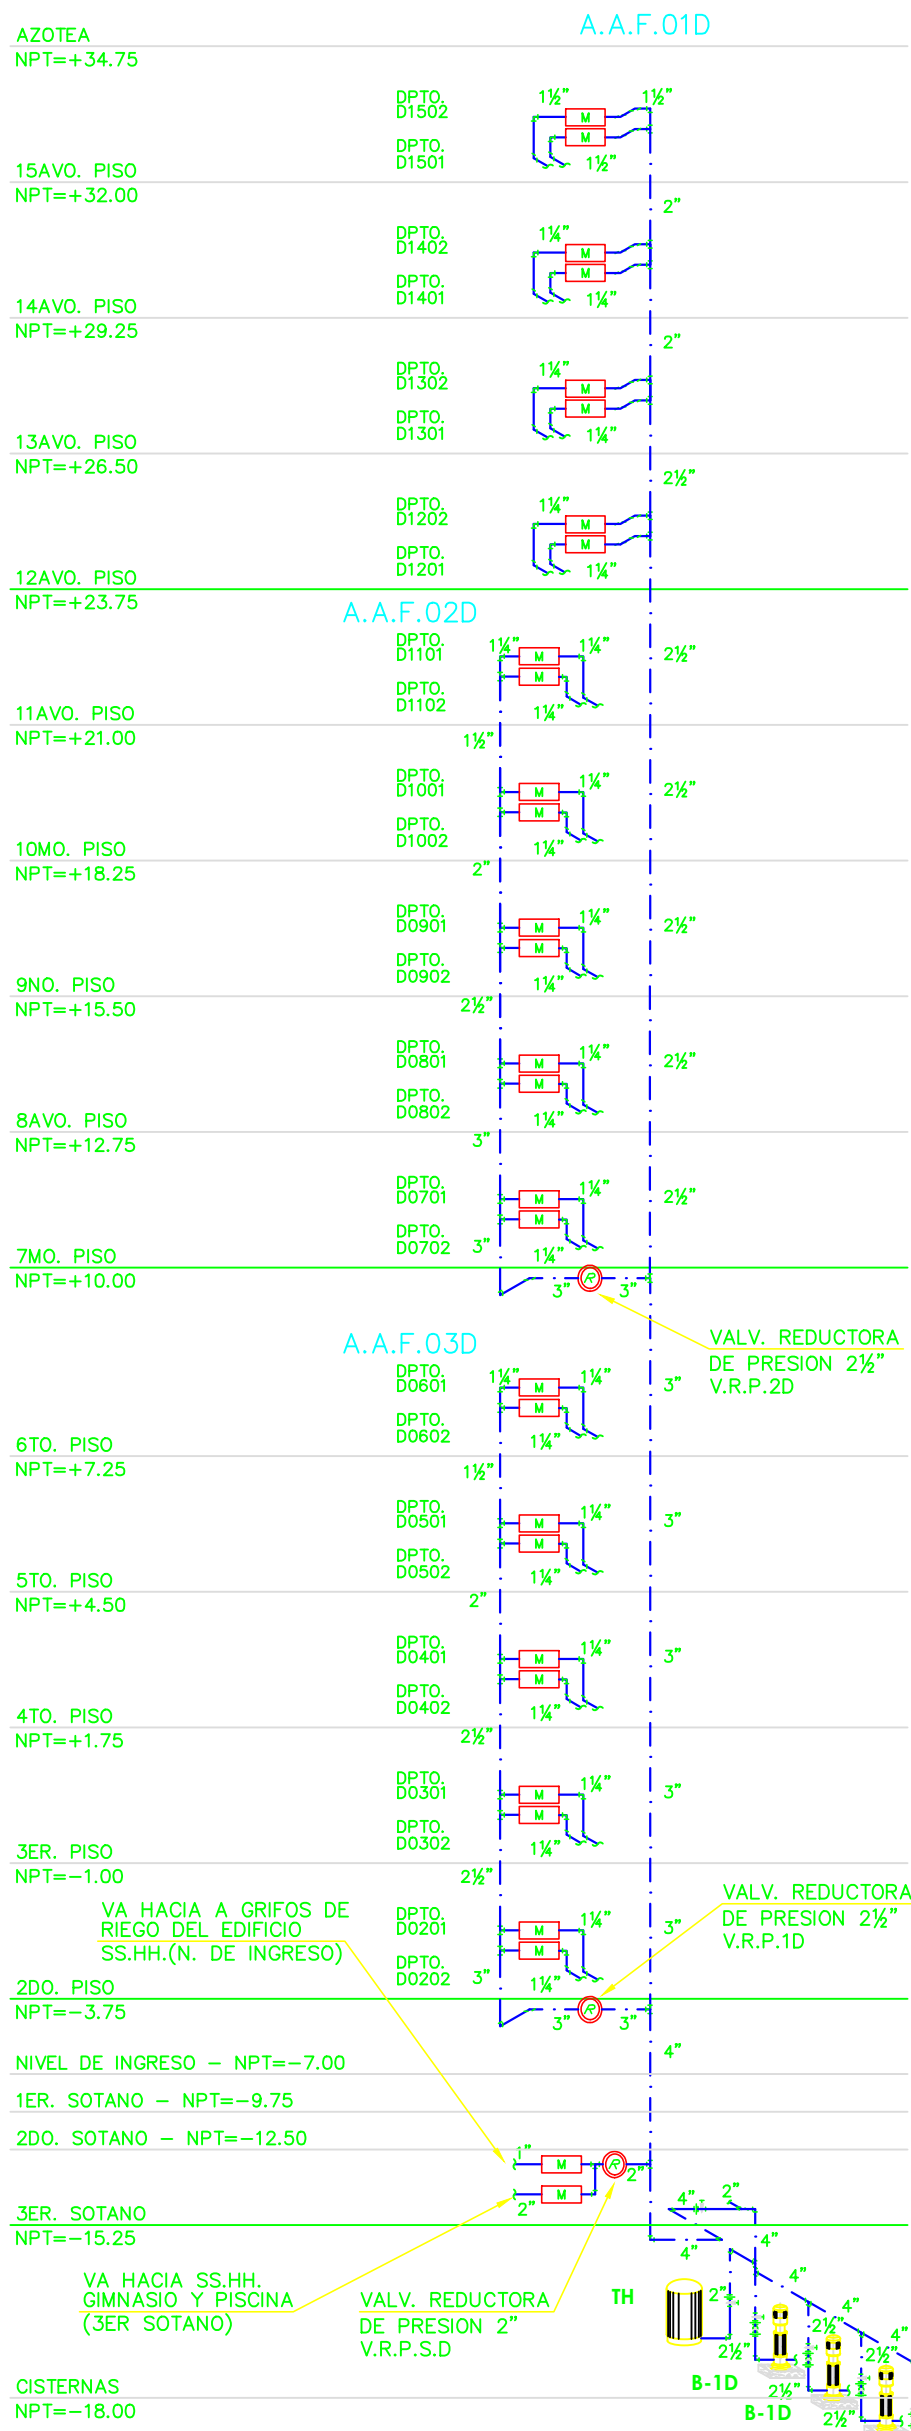 A.A.F.01D
AZOTEA
NPT=+34.75
DPTO.
D1502
1½"
M
1½"
DPTO.
D1501
M
1½"
15AVO. PISO
NPT=+32.00
2"
DPTO.
D1402
1¼"
M
DPTO.
D1401
M
1¼"
14AVO. PISO
NPT=+29.25
2"
DPTO.
D1302
1¼"
M
DPTO.
D1301
M
1¼"
13AVO. PISO
NPT=+26.50
2½"
DPTO.
D1202
1¼"
M
DPTO.
D1201
M
1¼"
12AVO. PISO
NPT=+23.75
A.A.F.02D
DPTO.
D1101
1¼"
M
1¼"
2½"
DPTO.
D1102
M
1¼"
11AVO. PISO
NPT=+21.00
1½"
DPTO.
D1001
M
1¼"
2½"
DPTO.
D1002
M
1¼"
10MO. PISO
NPT=+18.25
2"
DPTO.
D0901
M
1¼"
2½"
DPTO.
D0902
M
1¼"
9NO. PISO
NPT=+15.50
2½"
DPTO.
D0801
M
1¼"
2½"
DPTO.
D0802
M
1¼"
8AVO. PISO
NPT=+12.75
3"
DPTO.
D0701
M
1¼"
2½"
DPTO.
D0702
3"
M
1¼"
7MO. PISO
NPT=+10.00
3"
R
3"
VALV. REDUCTORA
DE PRESION 2½"
V.R.P.2D
A.A.F.03D
DPTO.
D0601
1¼"
M
1¼"
3"
DPTO.
D0602
M
1¼"
6TO. PISO
NPT=+7.25
1½"
DPTO.
D0501
M
1¼"
3"
DPTO.
D0502
M
1¼"
5TO. PISO
NPT=+4.50
2"
DPTO.
D0401
M
1¼"
3"
DPTO.
D0402
M
1¼"
4TO. PISO
NPT=+1.75
2½"
DPTO.
D0301
M
1¼"
3"
DPTO.
D0302
M
1¼"
3ER. PISO
NPT=−1.00
2½"
VA HACIA A GRIFOS DE
RIEGO DEL EDIFICIO
SS.HH.(N. DE INGRESO)
DPTO.
D0201
M
1¼"
3"
DPTO.
D0202
3"
M
1¼"
VALV. REDUCTORA
DE PRESION 2½"
V.R.P.1D
2DO. PISO
NPT=−3.75
3"
R
3"
4"
NIVEL DE INGRESO − NPT=−7.00
1ER. SOTANO − NPT=−9.75
2DO. SOTANO − NPT=−12.50
1"
M
R
2"
M
2"
3ER. SOTANO
NPT=−15.25
4"
2"
4"
4"
4"
4"
4"
VA HACIA SS.HH.
GIMNASIO Y PISCINA
(3ER SOTANO)
VALV. REDUCTORA
DE PRESION 2"
V.R.P.S.D
TH
2"
2½"
2½"
2½"
B-1D
2½"
B-1D
2½"
CISTERNAS
NPT=−18.00